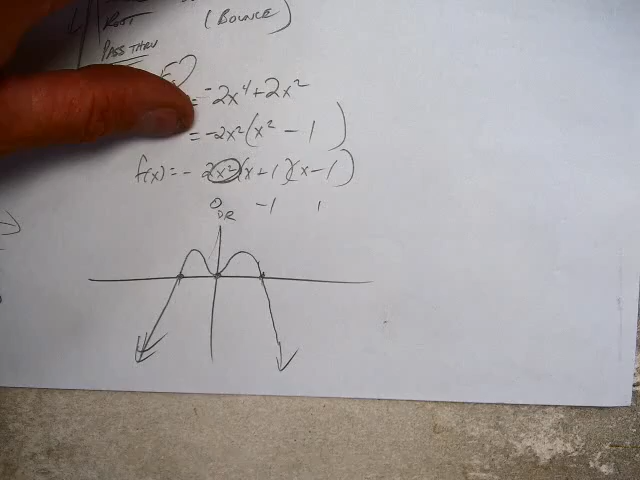 ROOT (BOUNCE)
PASS THRU
= -2x⁴ + 2x²
= -2x²(x² - 1)
f(x) = - 2x²(x+1)(x-1)
0 -1 1
DR